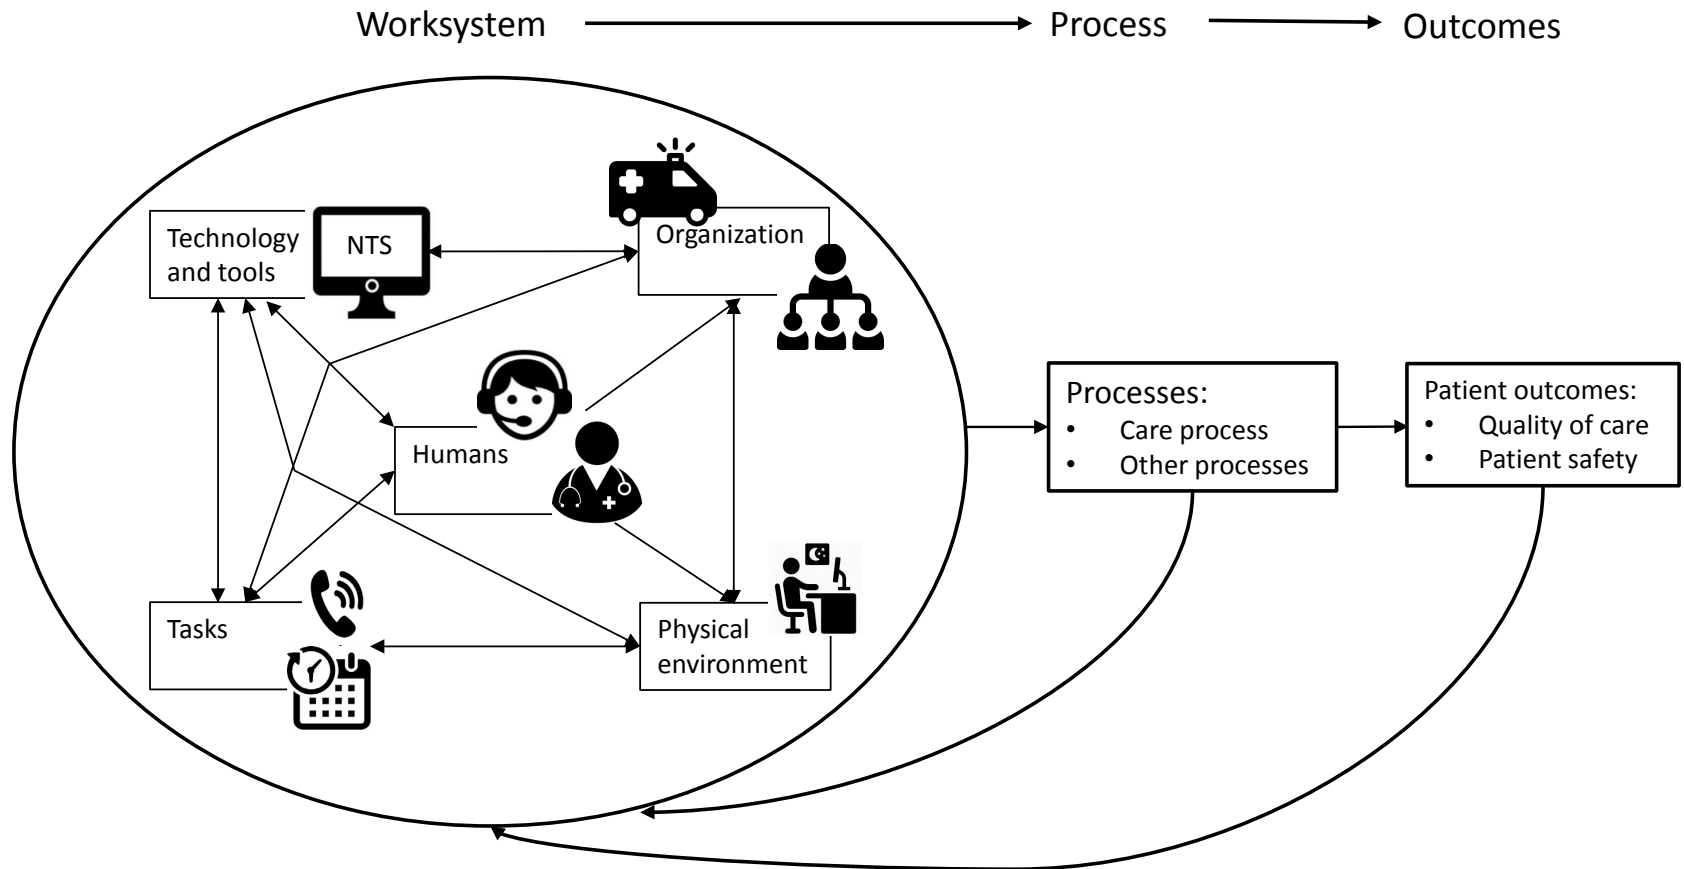 Worksystem
Process
Outcomes
Technology
and tools
NTS
Organization
Humans
Tasks
Physical
environment
Processes:
• Care process
• Other processes
Patient outcomes:
• Quality of care
• Patient safety